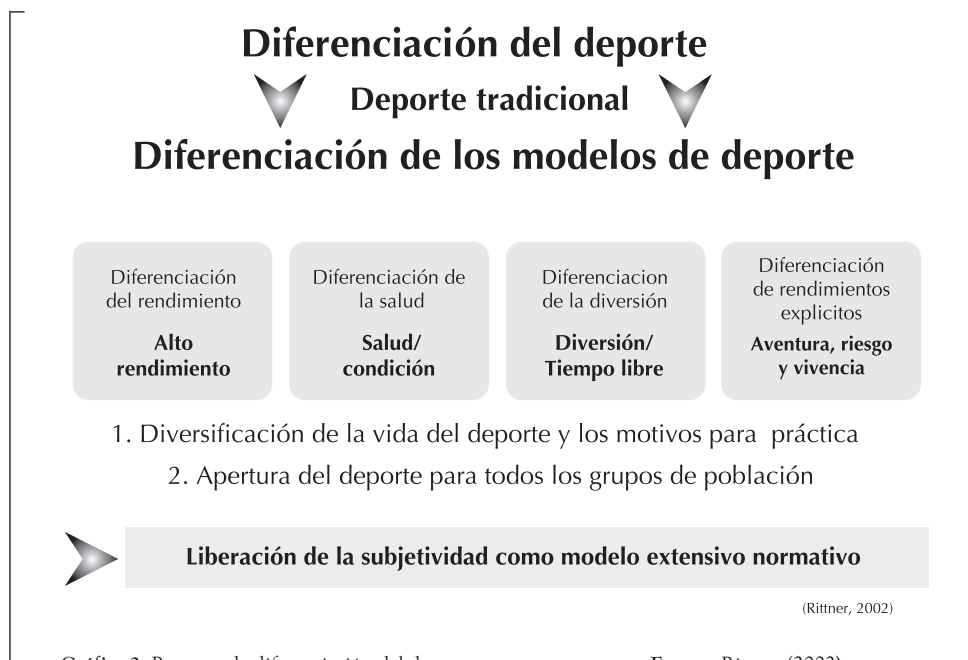 Diferenciación del deporte
Deporte tradicional
Diferenciación de los modelos de deporte
Diferenciación
del rendimiento
Alto
rendimiento
Diferenciación de
la salud
Salud/
condición
Diferenciacion
de la diversión
Diversión/
Tiempo libre
Diferenciación
de rendimientos
explicitos
Aventura, riesgo
y vivencia
1. Diversificación de la vida del deporte y los motivos para práctica
2. Apertura del deporte para todos los grupos de población
Liberación de la subjetividad como modelo extensivo normativo
(Rittner, 2002)